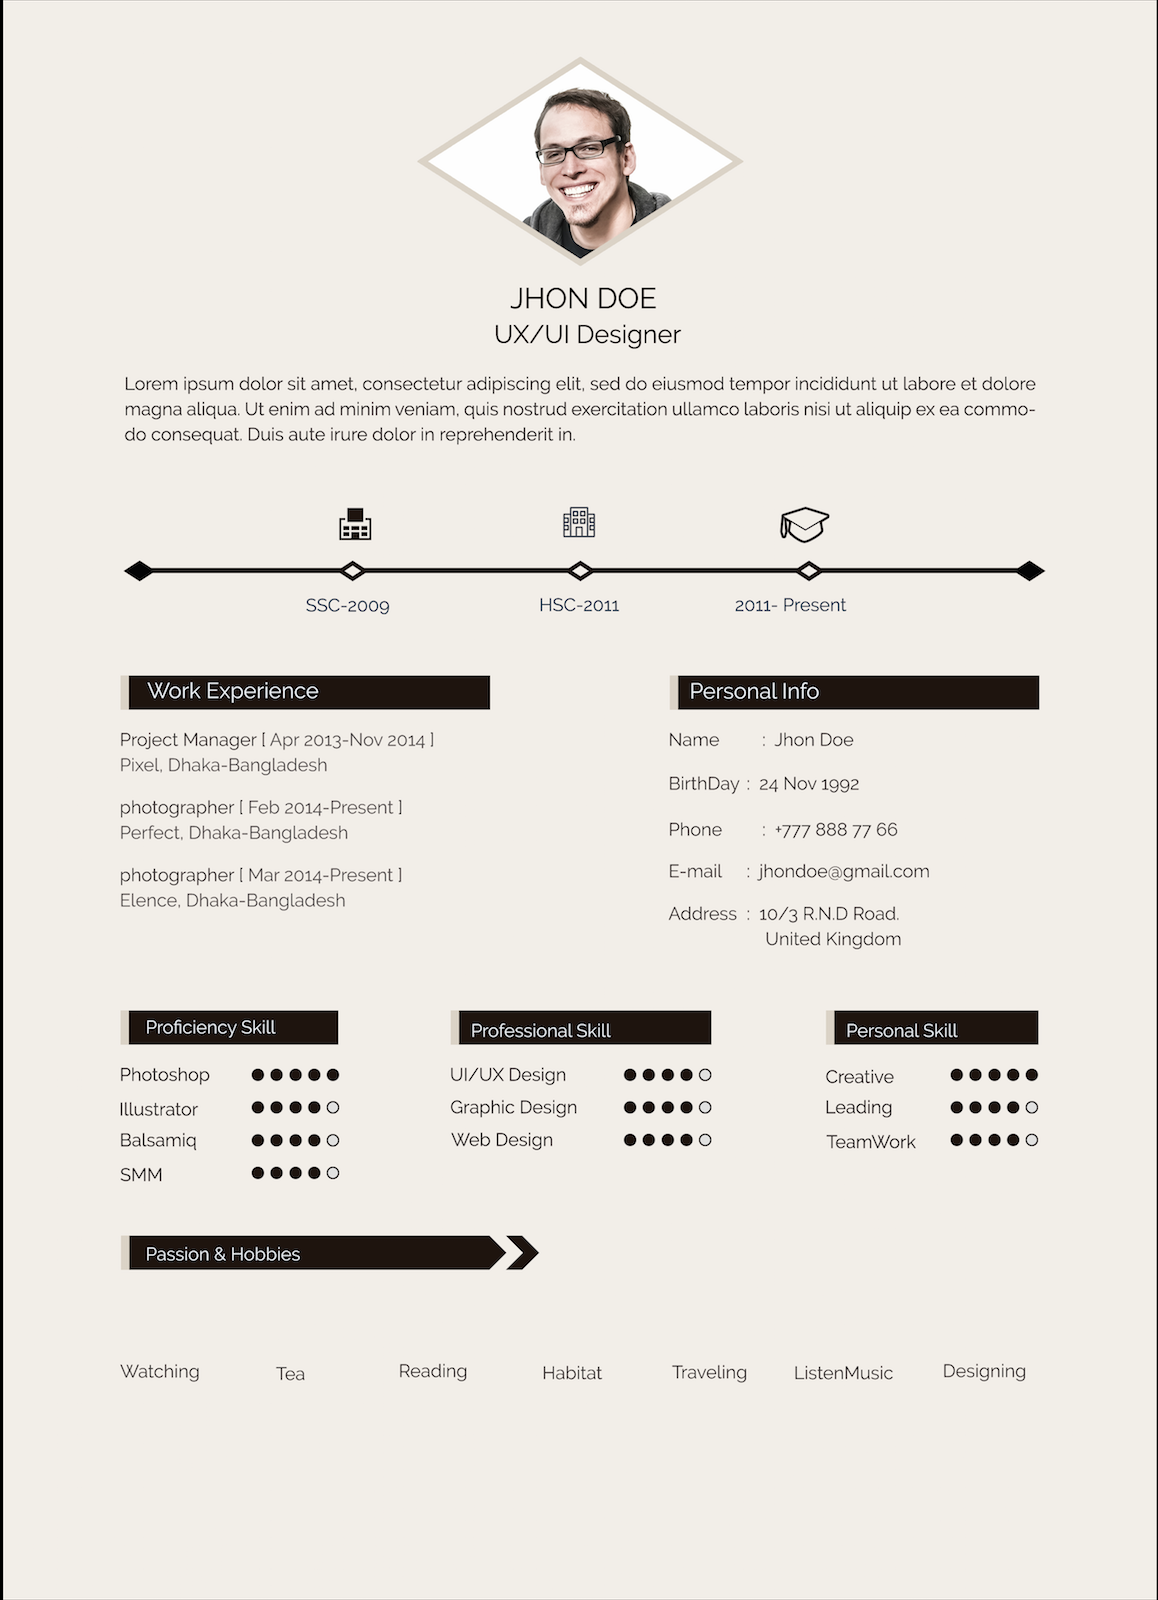 JHON DOE
UX/UI Designer
Lorem ipsum dolor sit amet, consectetur adipiscing elit, sed do eiusmod tempor incididunt ut labore et dolore
magna aliqua. Ut enim ad minim veniam, quis nostrud exercitation ullamco laboris nisi ut aliquip ex ea commo-
do consequat. Duis aute irure dolor in reprehenderit in.
SSC-2009
HSC-2011
2011- Present
Work Experience
Project Manager [ Apr 2013-Nov 2014 ]
Pixel, Dhaka-Bangladesh
photographer [ Feb 2014-Present ]
Perfect, Dhaka-Bangladesh
photographer [ Mar 2014-Present ]
Elence, Dhaka-Bangladesh
Personal Info
Name : Jhon Doe
BirthDay : 24 Nov 1992
Phone : +777 888 77 66
E-mail : jhondoe@gmail.com
Address : 10/3 R.N.D Road.
United Kingdom
Proficiency Skill
Photoshop
Illustrator
Balsamiq
SMM
Professional Skill
UI/UX Design
Graphic Design
Web Design
Personal Skill
Creative
Leading
TeamWork
Passion & Hobbies
Watching
Tea
Reading
Habitat
Traveling
ListenMusic
Designing